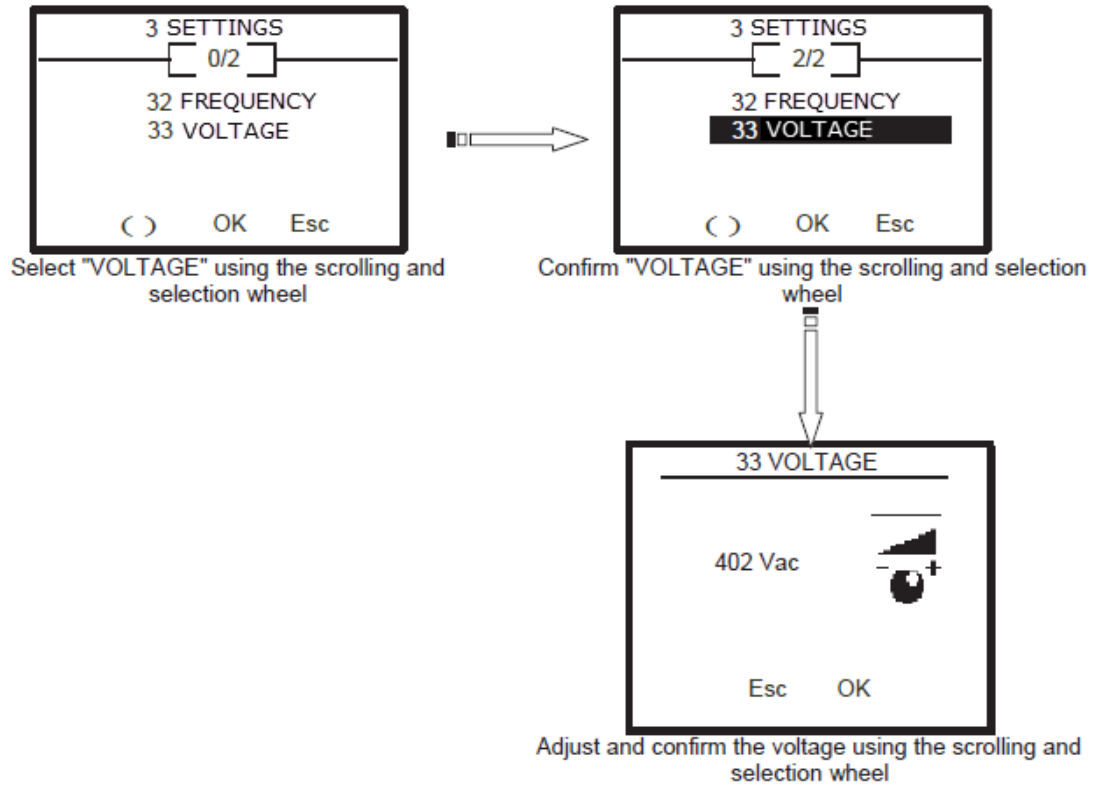 3 SETTINGS
0/2
32 FREQUENCY
33 VOLTAGE
( ) OK Esc
Select "VOLTAGE" using the scrolling and
selection wheel
3 SETTINGS
2/2
32 FREQUENCY
33 VOLTAGE
( ) OK Esc
Confirm "VOLTAGE" using the scrolling and selection
wheel
33 VOLTAGE
402 Vac
- +
Esc OK
Adjust and confirm the voltage using the scrolling and
selection wheel